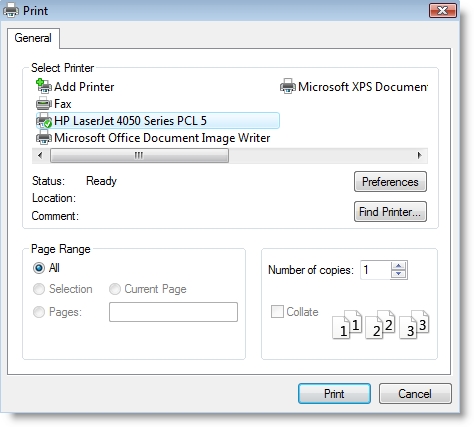 Print
General
Select Printer
Add Printer
Microsoft XPS Documen
Fax
HP LaserJet 4050 Series PCL 5
Microsoft Office Document Image Writer
Status: Ready
Preferences
Location:
Comment:
Find Printer...
Page Range
All
Selection Current Page
Pages:
Number of copies: 1
Collate
1 1 2 2 3 3
Print Cancel